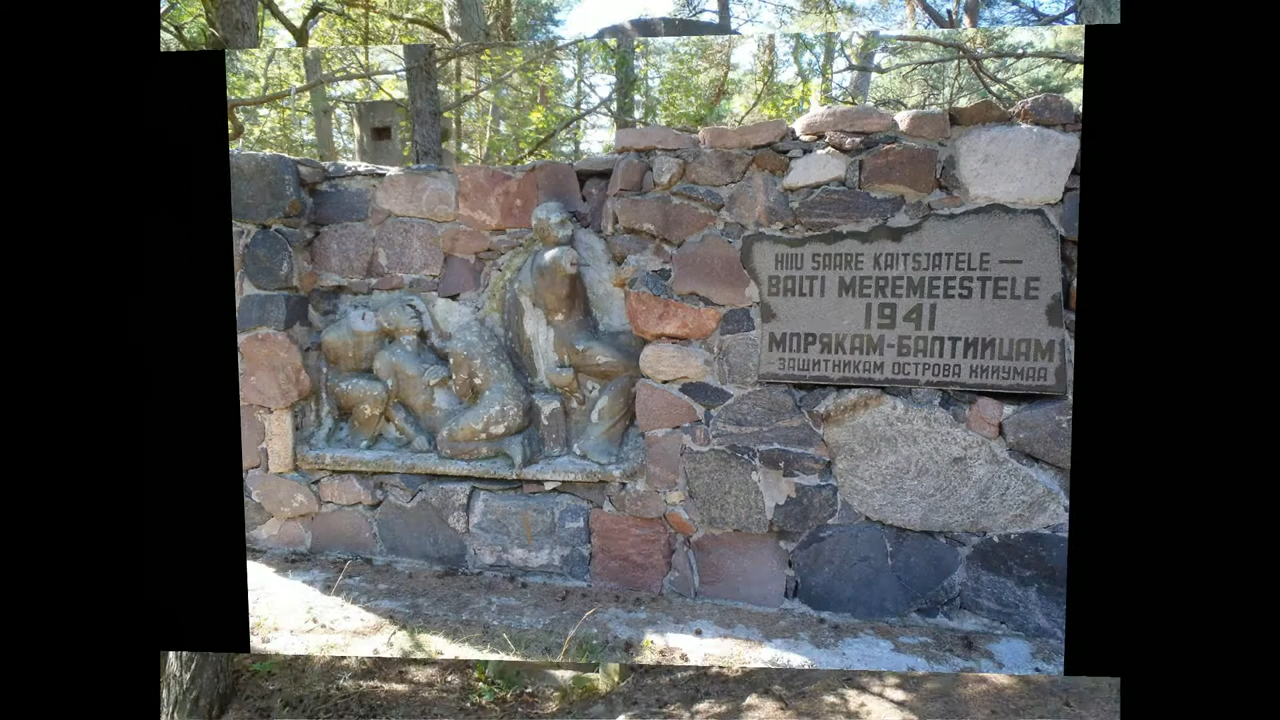 HIIU SAARE KAITSJATELE —
BALTI MEREMEESTELE
1941
МОРЯКАМ-БАЛТИЙЦАМ
ЗАЩИТНИКАМ ОСТРОВА ХИИУМАА